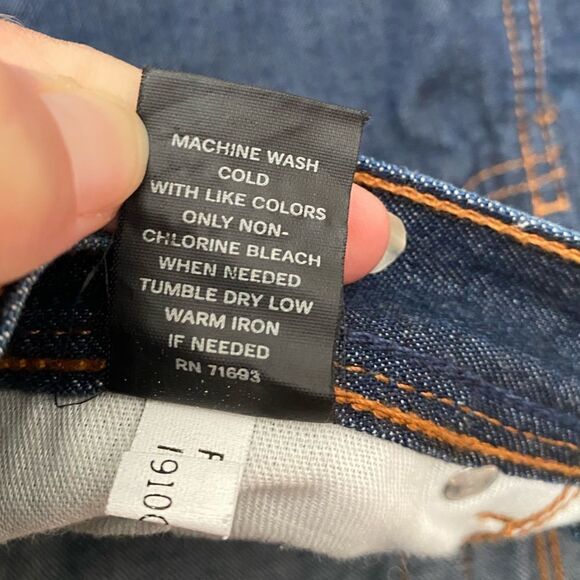 MACHINE WASH
COLD
WITH LIKE COLORS
ONLY NON-
CHLORINE BLEACH
WHEN NEEDED
TUMBLE DRY LOW
WARM IRON
IF NEEDED
RN 71693
F
1910